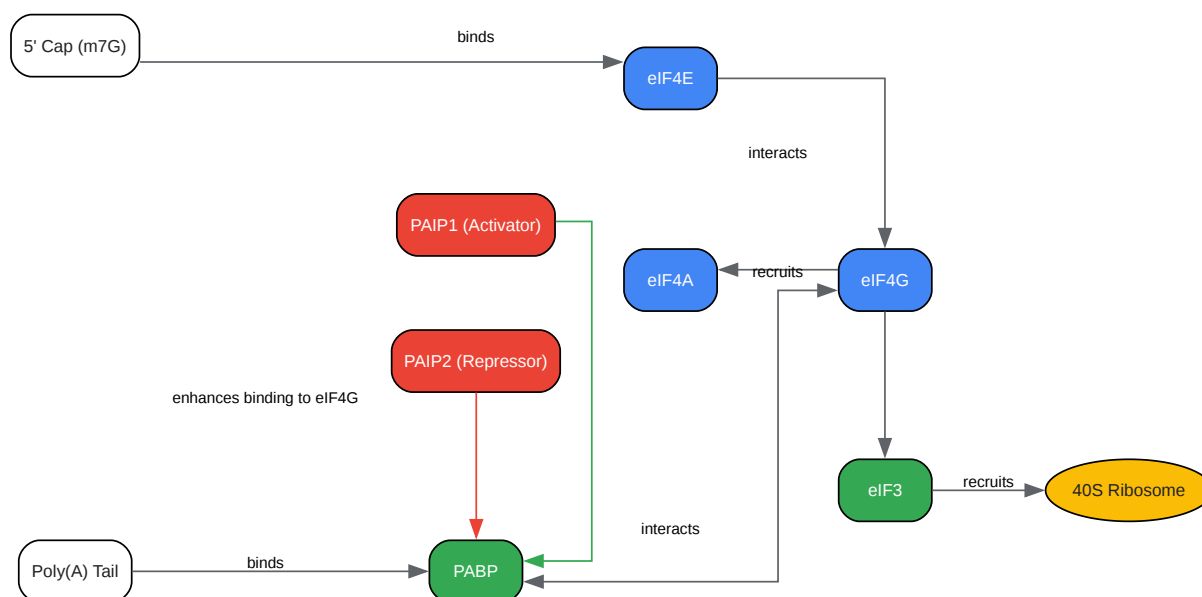 5' Cap (m7G)
binds
eIF4E
interacts
PAIP1 (Activator)
eIF4A
recruits
eIF4G
PAIP2 (Repressor)
enhances binding to eIF4G
eIF3
recruits
40S Ribosome
interacts
Poly(A) Tail
binds
PABP